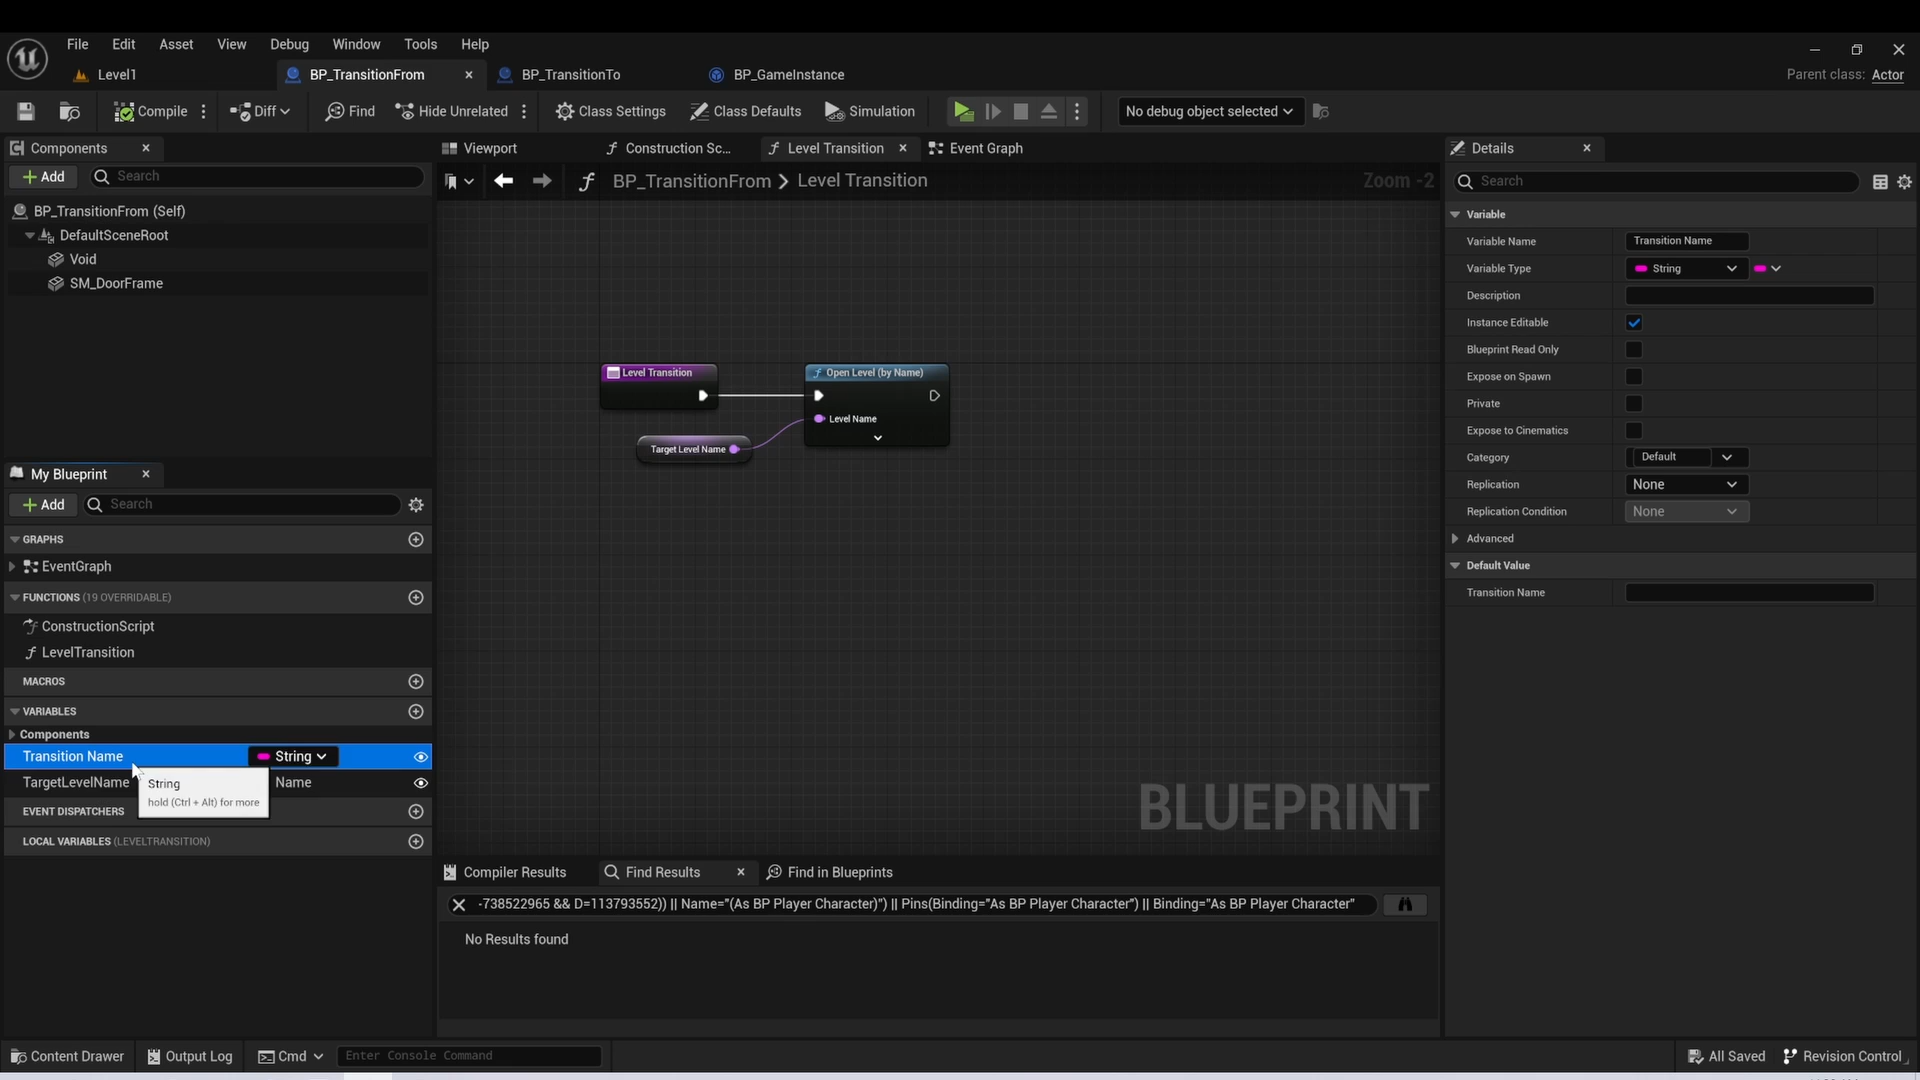 File Edit Asset View Debug Window Tools Help
Level1 BP_TransitionFrom BP_TransitionTo BP_GameInstance Parent class: Actor
Compile Diff Find Hide Unrelated Class Settings Class Defaults Simulation No debug object selected
Components Viewport Construction Sc... Level Transition Event Graph Details
Add Search BP_TransitionFrom Level Transition Zoom -2 Search
BP_TransitionFrom (Self)
DefaultSceneRoot
Void
SM_DoorFrame
Level Transition
Open Level (by Name)
Level Name
Target Level Name
BLUEPRINT
Variable
Variable Name Transition Name
Variable Type String
Description
Instance Editable
Blueprint Read Only
Expose on Spawn
Private
Expose to Cinematics
Category Default
Replication None
Replication Condition None
Advanced
Default Value
Transition Name
My Blueprint
Add Search
GRAPHS
EventGraph
FUNCTIONS (19 OVERRIDABLE)
ConstructionScript
LevelTransition
MACROS
VARIABLES
Components
Transition Name String
TargetLevelName Name
String
hold (Ctrl + Alt) for more
EVENT DISPATCHERS
LOCAL VARIABLES (LEVELTRANSITION)
Compiler Results Find Results Find in Blueprints
-738522965 && D=113793552)) || Name="(As BP Player Character)") || Pins(Binding="As BP Player Character") || Binding="As BP Player Character"
No Results found
Content Drawer Output Log Cmd Enter Console Command All Saved Revision Control